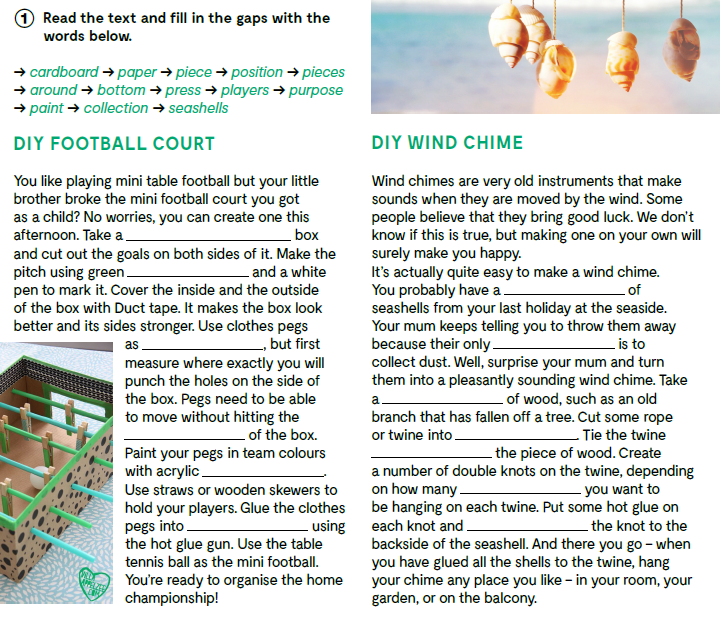 1 Read the text and fill in the gaps with the
words below.
→ cardboard → paper → piece → position → pieces
→ around → bottom → press → players → purpose
→ paint → collection → seashells
DIY FOOTBALL COURT
You like playing mini table football but your little
brother broke the mini football court you got
as a child? No worries, you can create one this
afternoon. Take a ____________ box
and cut out the goals on both sides of it. Make the
pitch using green ____________ and a white
pen to mark it. Cover the inside and the outside
of the box with Duct tape. It makes the box look
better and its sides stronger. Use clothes pegs
as ____________, but first
measure where exactly you will
punch the holes on the side of
the box. Pegs need to be able
to move without hitting the
____________ of the box.
Paint your pegs in team colours
with acrylic ____________.
Use straws or wooden skewers to
hold your players. Glue the clothes
pegs into ____________ using
the hot glue gun. Use the table
tennis ball as the mini football.
You're ready to organise the home
championship!
DIY WIND CHIME
Wind chimes are very old instruments that make
sounds when they are moved by the wind. Some
people believe that they bring good luck. We don't
know if this is true, but making one on your own will
surely make you happy.
It's actually quite easy to make a wind chime.
You probably have a ____________ of
seashells from your last holiday at the seaside.
Your mum keeps telling you to throw them away
because their only ____________ is to
collect dust. Well, surprise your mum and turn
them into a pleasantly sounding wind chime. Take
a ____________ of wood, such as an old
branch that has fallen off a tree. Cut some rope
or twine into ____________. Tie the twine
____________ the piece of wood. Create
a number of double knots on the twine, depending
on how many ____________ you want to
be hanging on each twine. Put some hot glue on
each knot and ____________ the knot to the
backside of the seashell. And there you go – when
you have glued all the shells to the twine, hang
your chime any place you like – in your room, your
garden, or on the balcony.